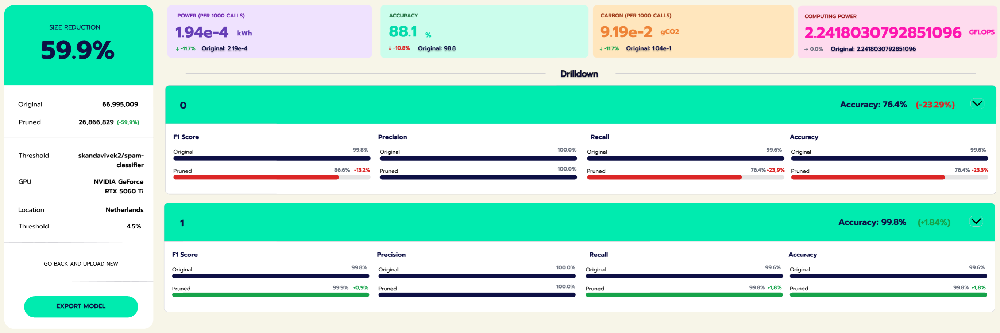 SIZE REDUCTION
59.9%
Original 66,995,009
Pruned 26,866,829 (-59,9%)
Threshold skandavivek2/spam-
classifier
GPU NVIDIA GeForce
RTX 5060 Ti
Location Netherlands
Threshold 4.5%
GO BACK AND UPLOAD NEW
EXPORT MODEL
POWER (PER 1000 CALLS)
1.94e-4 kWh
↓ -11.7% Original: 2.19e-4
ACCURACY
88.1 %
↓ -10.8% Original: 98.8
CARBON (PER 1000 CALLS)
9.19e-2 gCO2
↓ -11.7% Original: 1.04e-1
COMPUTING POWER
2.2418030792851096 GFLOPS
→ 0.0% Original: 2.2418030792851096
Drilldown
0 Accuracy: 76.4% (-23.29%)
F1 Score Precision Recall Accuracy
Original 99.8% Original 100.0% Original 99.6% Original 99.6%
Pruned 86.6% -13.2% Pruned 100.0% Pruned 76.4% +23,9% Pruned 76.4% -23.3%
1 Accuracy: 99.8% (+1.84%)
F1 Score Precision Recall Accuracy
Original 99.8% Original 100.0% Original 99.6% Original 99.6%
Pruned 99.9% +0,9% Pruned 100.0% Pruned 99.8% +1,8% Pruned 99.8% +1,8%